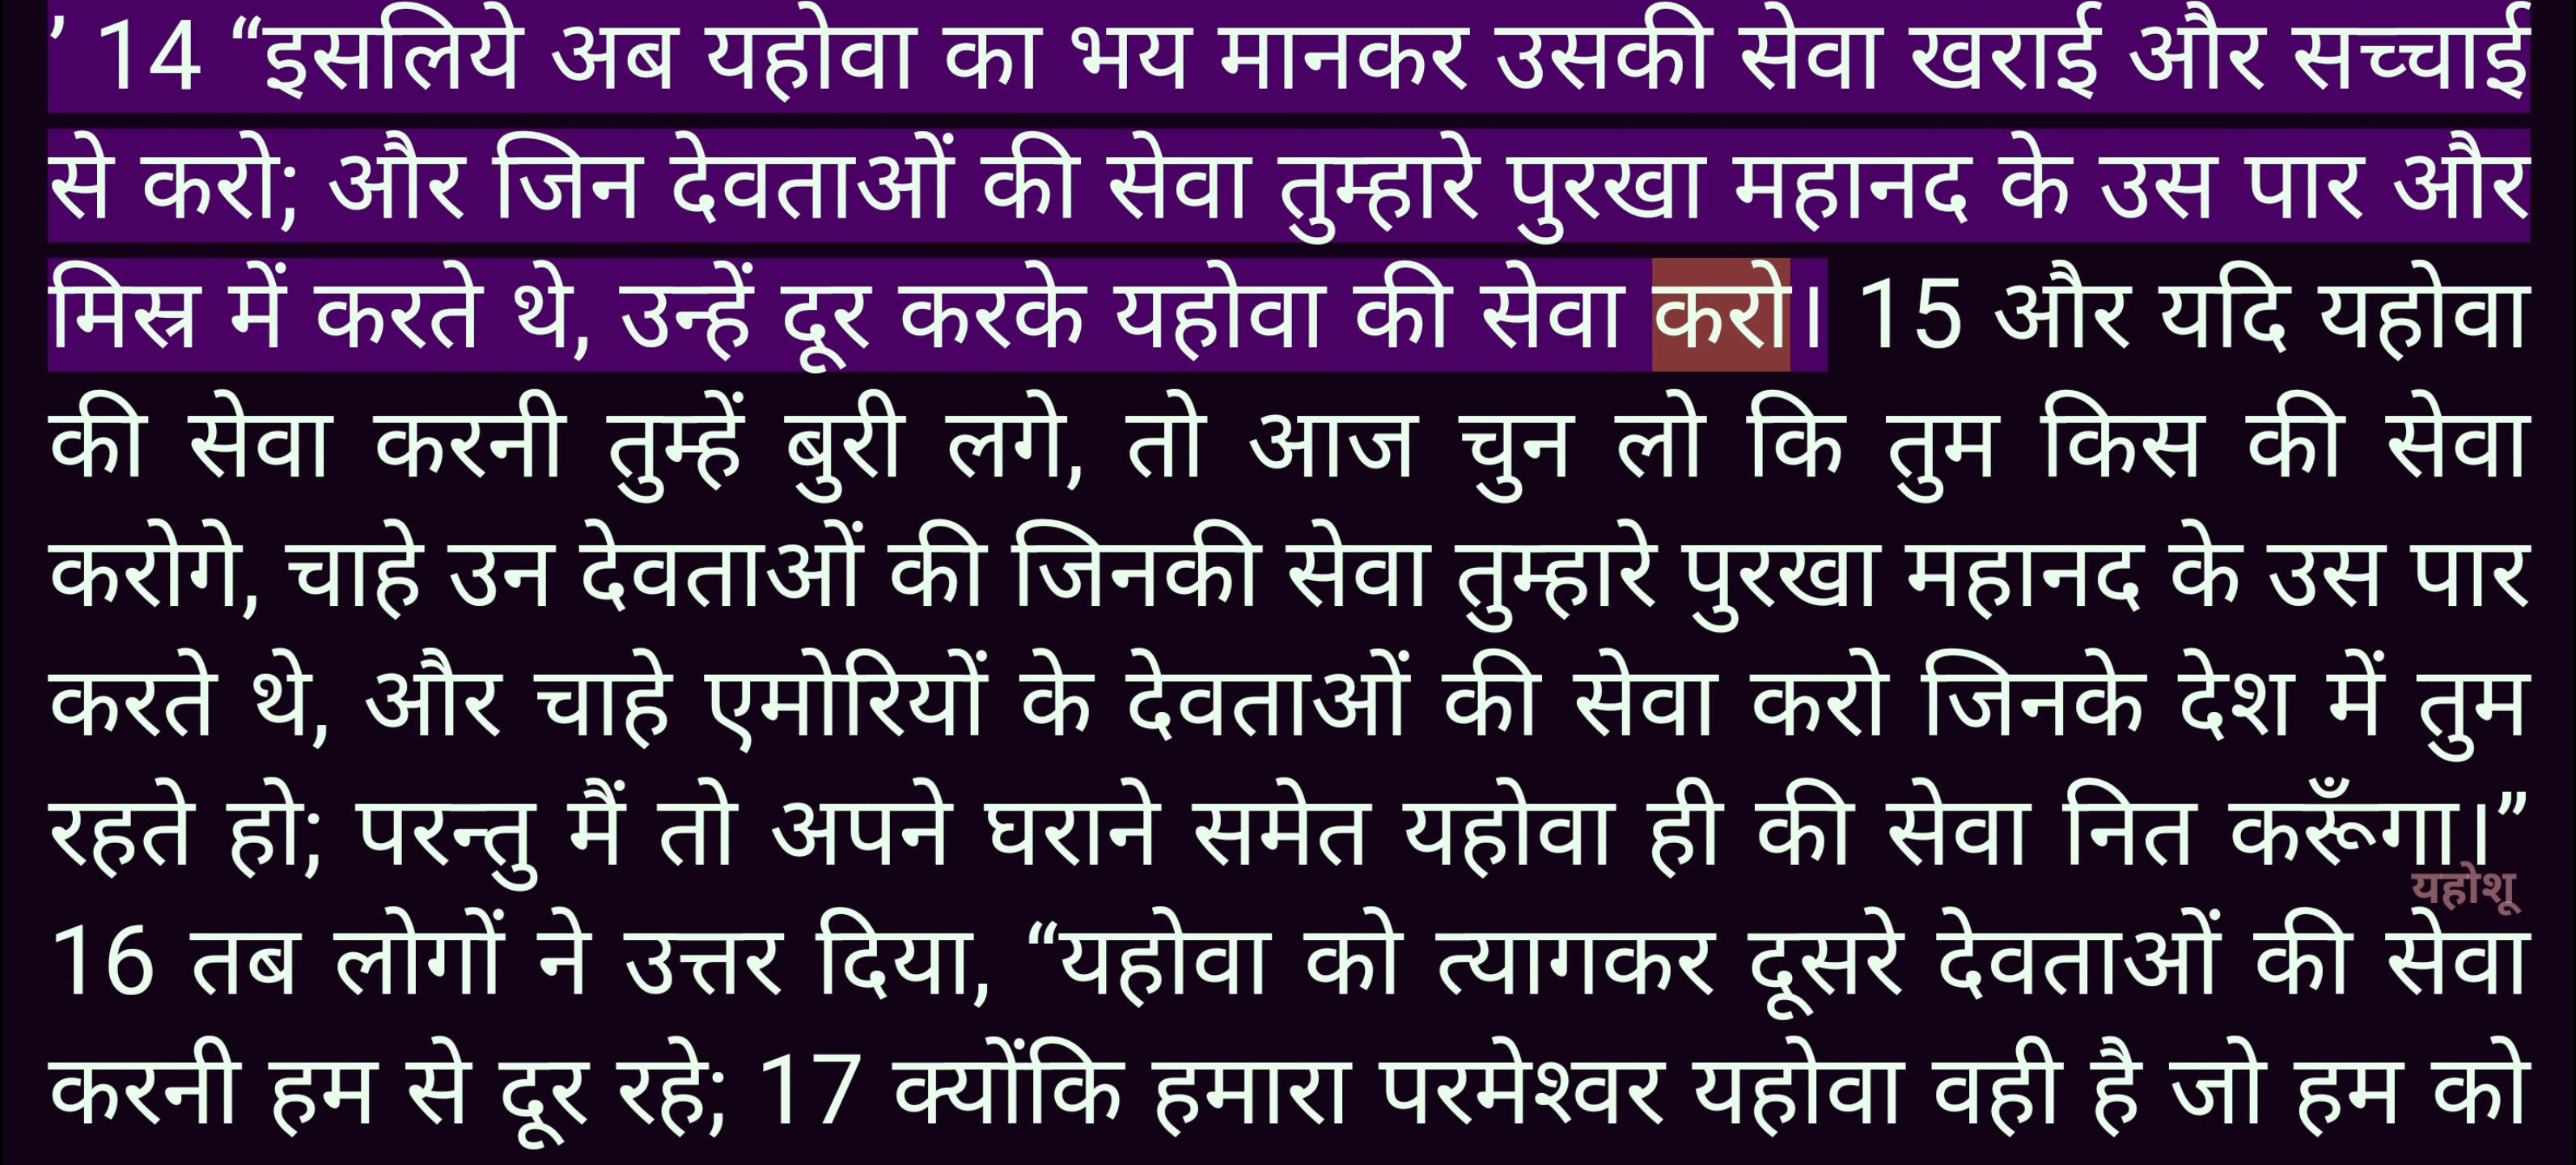 ’ 14 “इसलिये अब यहोवा का भय मानकर उसकी सेवा खराई और सच्चाई
से करो; और जिन देवताओं की सेवा तुम्हारे पुरखा महानद के उस पार और
मिस्र में करते थे, उन्हें दूर करके यहोवा की सेवा करो। 15 और यदि यहोवा
की सेवा करनी तुम्हें बुरी लगे, तो आज चुन लो कि तुम किस की सेवा
करोगे, चाहे उन देवताओं की जिनकी सेवा तुम्हारे पुरखा महानद के उस पार
करते थे, और चाहे एमोरियों के देवताओं की सेवा करो जिनके देश में तुम
रहते हो; परन्तु मैं तो अपने घराने समेत यहोवा ही की सेवा नित करूँगा।”
यहोशू
16 तब लोगों ने उत्तर दिया, “यहोवा को त्यागकर दूसरे देवताओं की सेवा
करनी हम से दूर रहे; 17 क्योंकि हमारा परमेश्‍वर यहोवा वही है जो हम को